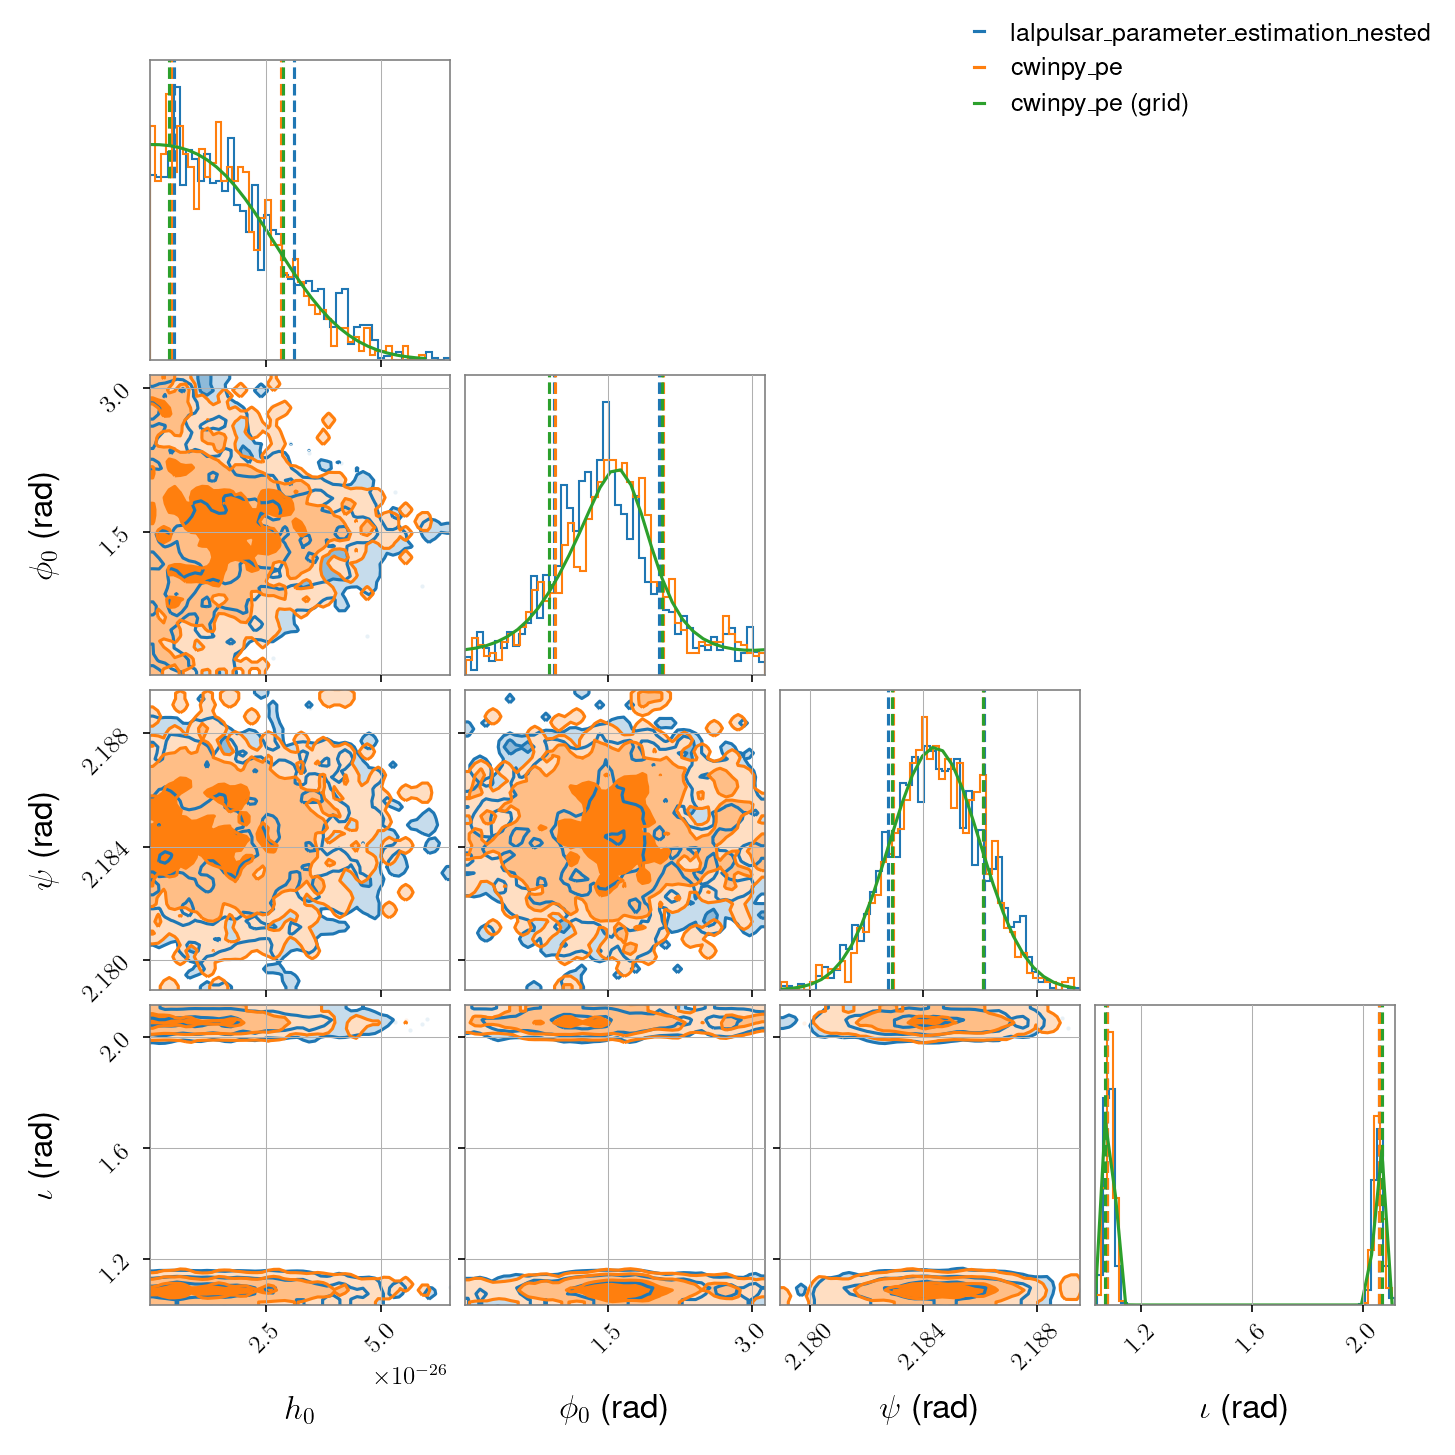 lalpulsar_parameter_estimation_nested
cwinpy_pe
cwinpy_pe (grid)
3.0
1.5
ϕ₀ (rad)
2.188
2.184
2.180
ψ (rad)
2.0
1.6
1.2
ι (rad)
2.5 5.0 1.5 3.0 2.180 2.184 2.188 1.2 1.6 2.0
×10⁻²⁶
h₀ ϕ₀ (rad) ψ (rad) ι (rad)